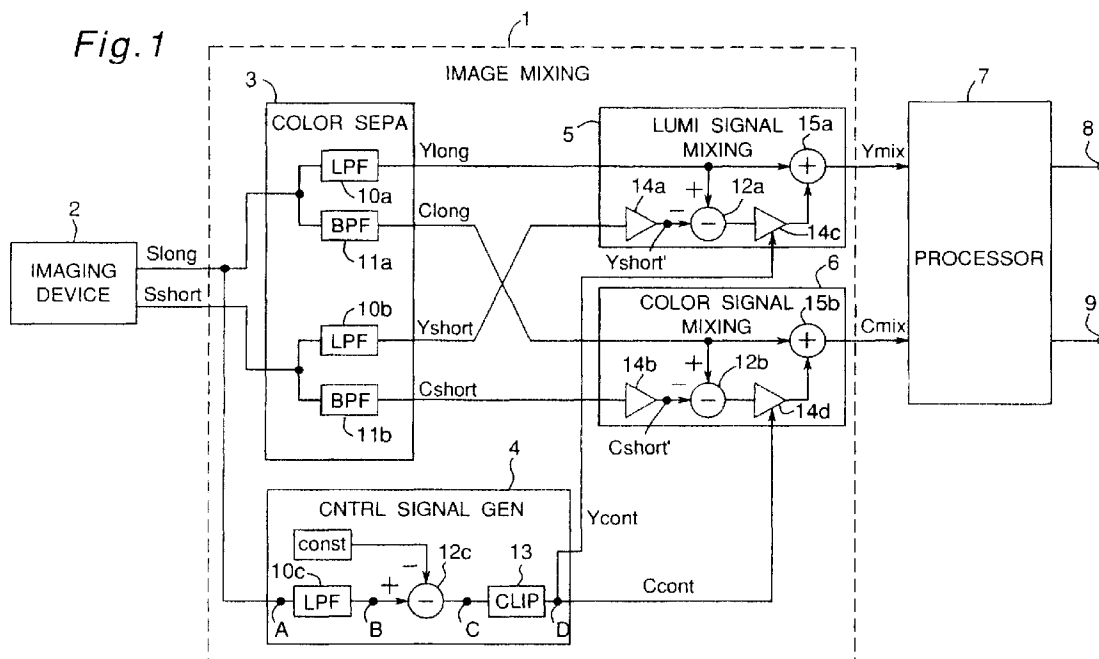 Fig. 1
1
IMAGE MIXING
3
COLOR SEPA
LPF
10a
BPF
11a
10b
LPF
BPF
11b
Ylong
Clong
Yshort
Cshort
2
IMAGING
DEVICE
Slong
Sshort
5
LUMI SIGNAL
MIXING
15a
+
14a
+
−
−
12a
14c
Yshort'
6
COLOR SIGNAL
MIXING
15b
+
14b
+
−
−
12b
14d
Cshort'
Ymix
Cmix
7
PROCESSOR
8
9
4
CNTRL SIGNAL GEN
const
−
12c
13
10c
LPF
+
−
CLIP
A
B
C
D
Ycont
Ccont